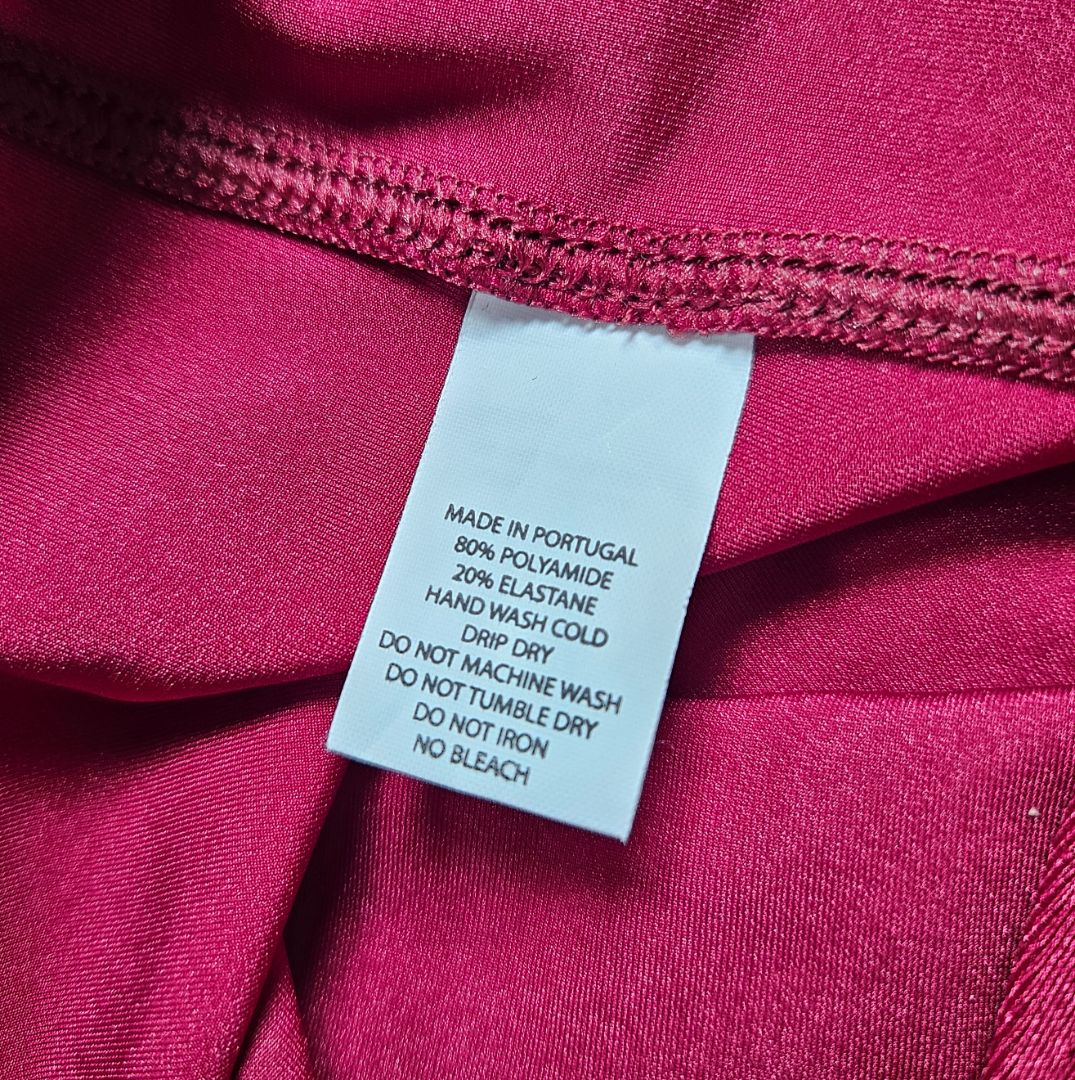 MADE IN PORTUGAL
80% POLYAMIDE
20% ELASTANE
HAND WASH COLD
DRIP DRY
DO NOT MACHINE WASH
DO NOT TUMBLE DRY
DO NOT IRON
NO BLEACH